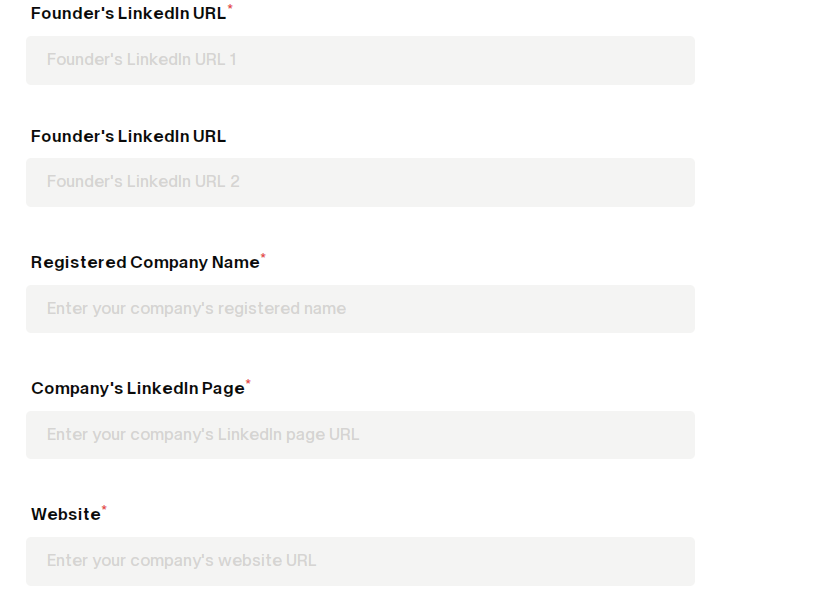 Founder's LinkedIn URL*
Founder's LinkedIn URL 1
Founder's LinkedIn URL
Founder's LinkedIn URL 2
Registered Company Name*
Enter your company's registered name
Company's LinkedIn Page*
Enter your company's LinkedIn page URL
Website*
Enter your company's website URL